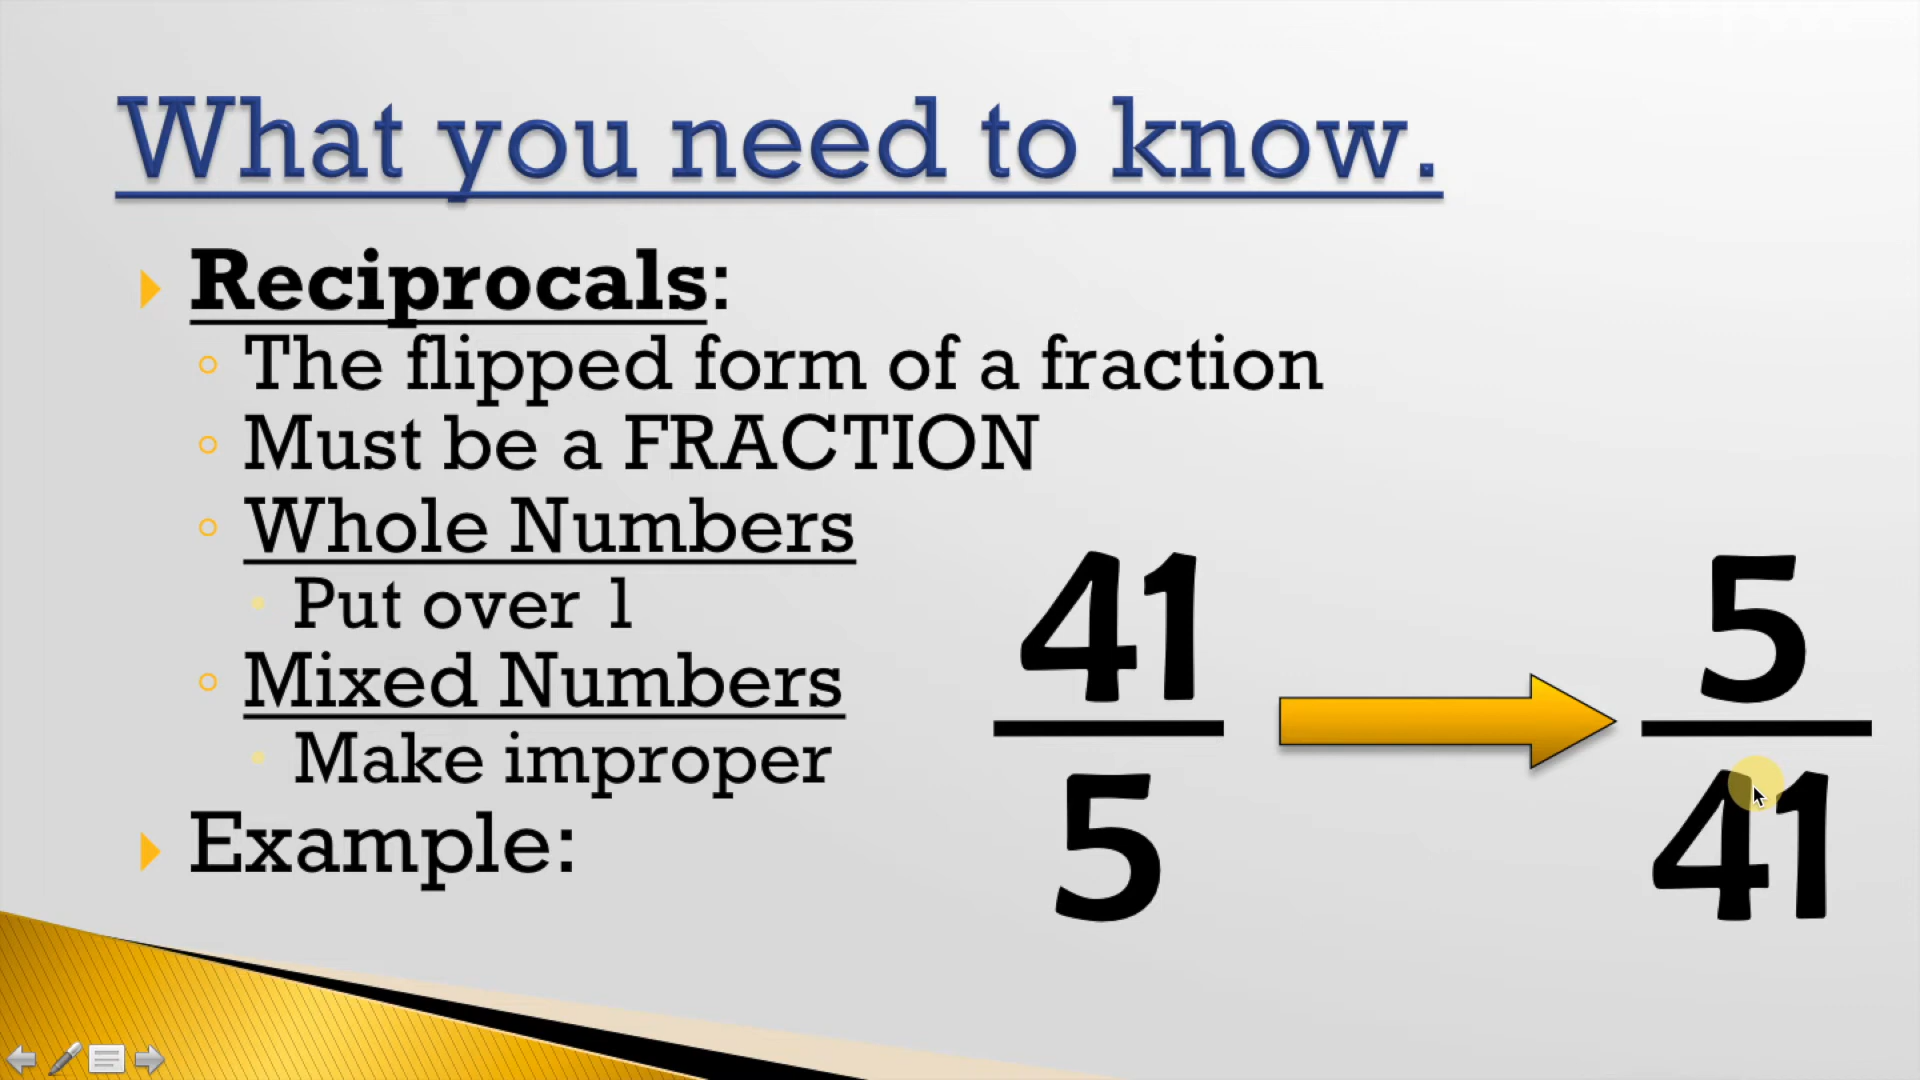 What you need to know.
Reciprocals:
The flipped form of a fraction
Must be a FRACTION
Whole Numbers
Put over 1
Mixed Numbers
Make improper
Example:
41
5
5
41